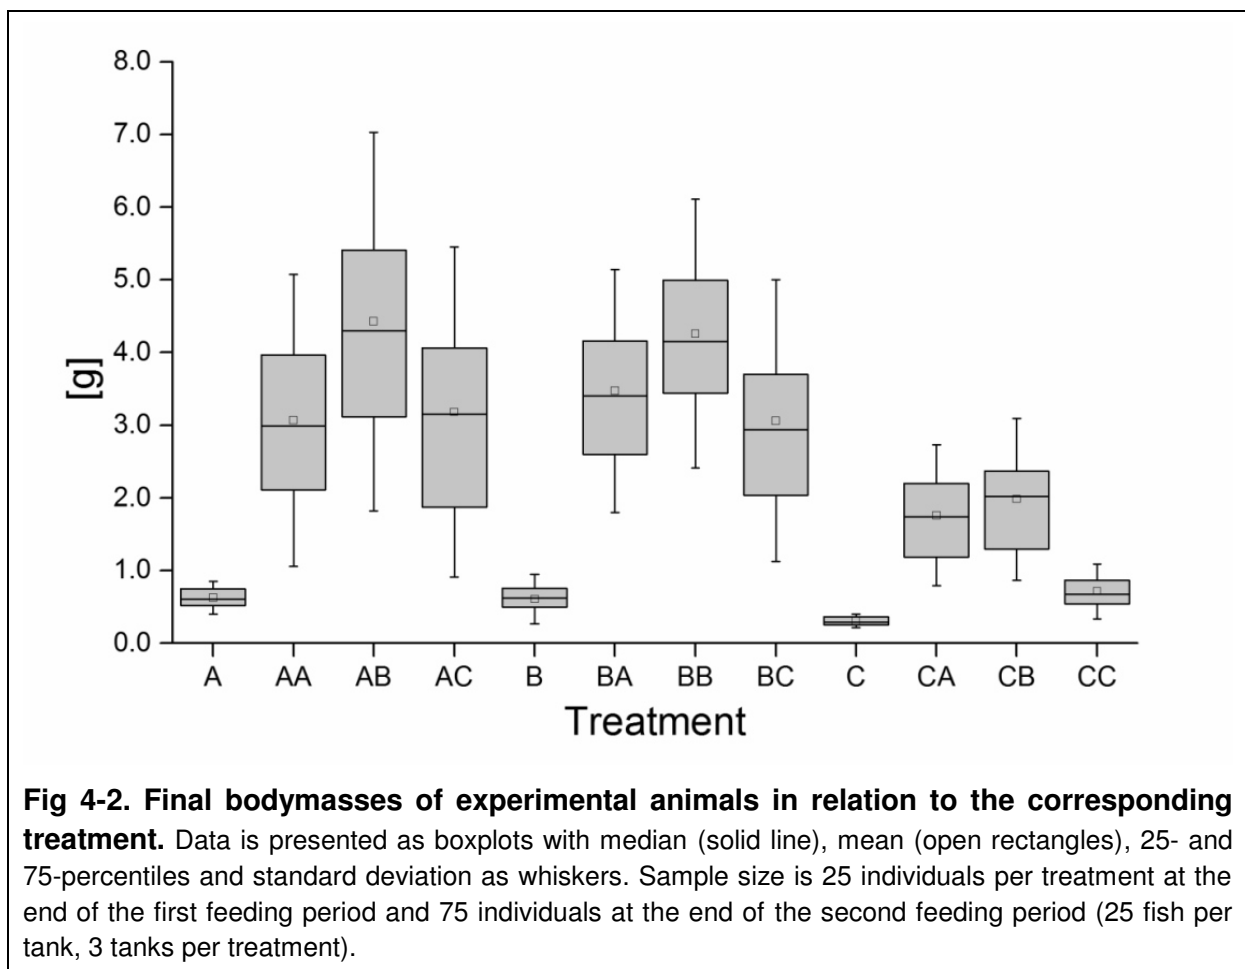 8.0
7.0
6.0
5.0
4.0
3.0
2.0
1.0
0.0
[g]
A AA AB AC B BA BB BC C CA CB CC
Treatment
Fig 4-2. Final bodymasses of experimental animals in relation to the corresponding
treatment. Data is presented as boxplots with median (solid line), mean (open rectangles), 25- and
75-percentiles and standard deviation as whiskers. Sample size is 25 individuals per treatment at the
end of the first feeding period and 75 individuals at the end of the second feeding period (25 fish per
tank, 3 tanks per treatment).